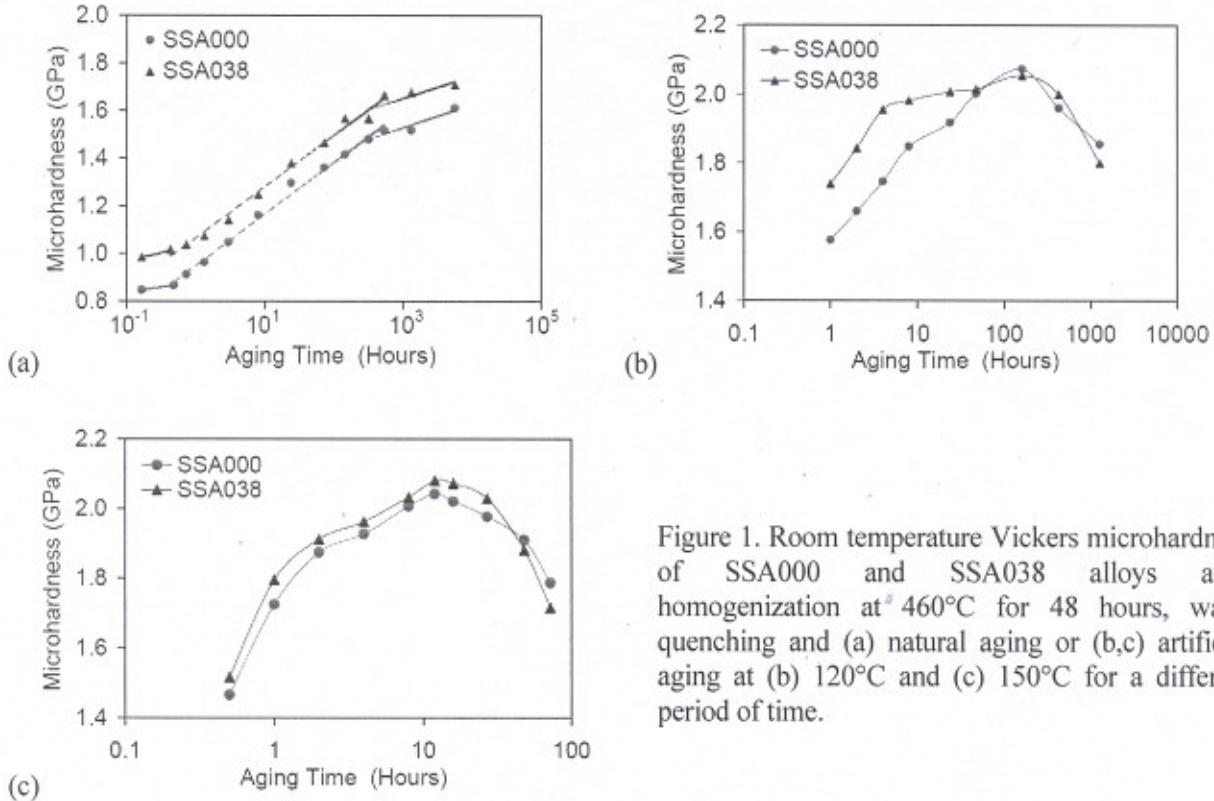 2.0
1.8
1.6
1.4
1.2
1.0
0.8
Microhardness (GPa)
SSA000
SSA038
10-1 101 103 105
Aging Time (Hours)
(a)
2.2
2.0
1.8
1.6
1.4
Microhardness (GPa)
SSA000
SSA038
0.1 1 10 100 1000 10000
Aging Time (Hours)
(b)
2.2
2.0
1.8
1.6
1.4
Microhardness (GPa)
SSA000
SSA038
0.1 1 10 100
Aging Time (Hours)
(c)
Figure 1. Room temperature Vickers microhardn
of SSA000 and SSA038 alloys a
homogenization at 460°C for 48 hours, wa
quenching and (a) natural aging or (b,c) artific
aging at (b) 120°C and (c) 150°C for a differ
period of time.